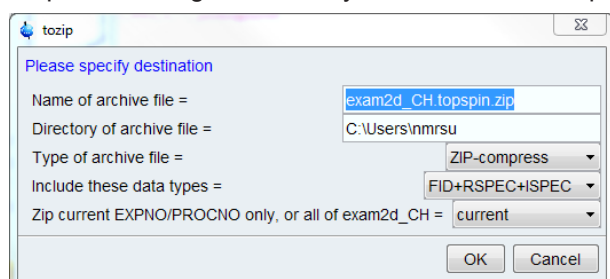 tozip
Please specify destination
Name of archive file = exam2d_CH.topspin.zip
Directory of archive file = C:\Users\nmrsu
Type of archive file = ZIP-compress
Include these data types = FID+RSPEC+ISPEC
Zip current EXPNO/PROCNO only, or all of exam2d_CH = current
OK Cancel